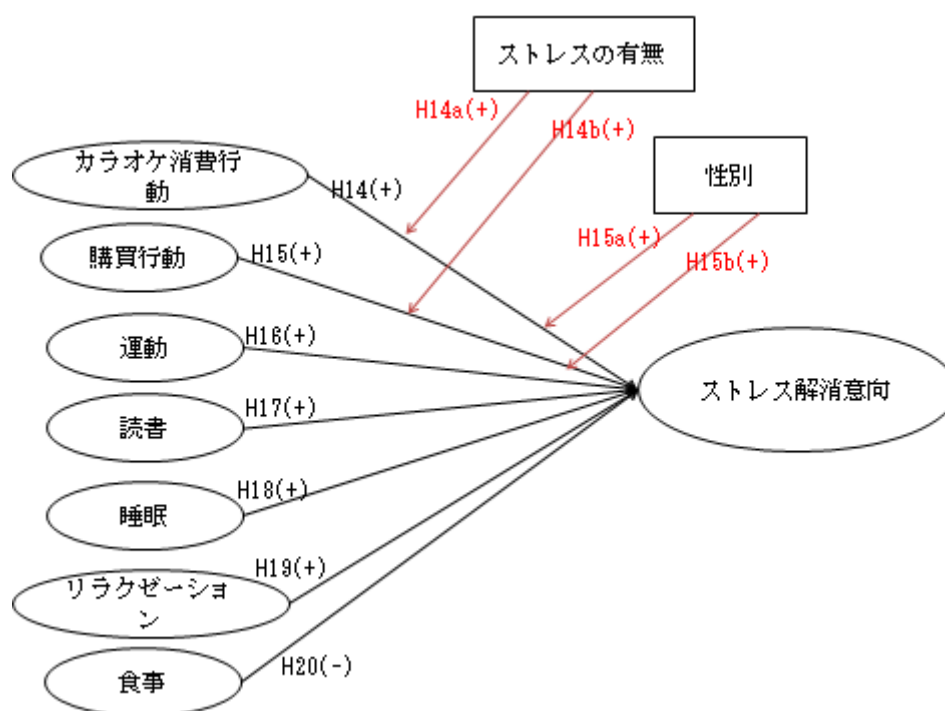 ストレスの有無
H14a(+)
H14b(+)
カラオケ消費行
動
性別
H14(+)
H15a(+)
購買行動
H15(+)
H15b(+)
運動
H16(+)
ストレス解消意向
読書
H17(+)
睡眠
H18(+)
リラクゼーショ
ン
H19(+)
食事
H20(-)